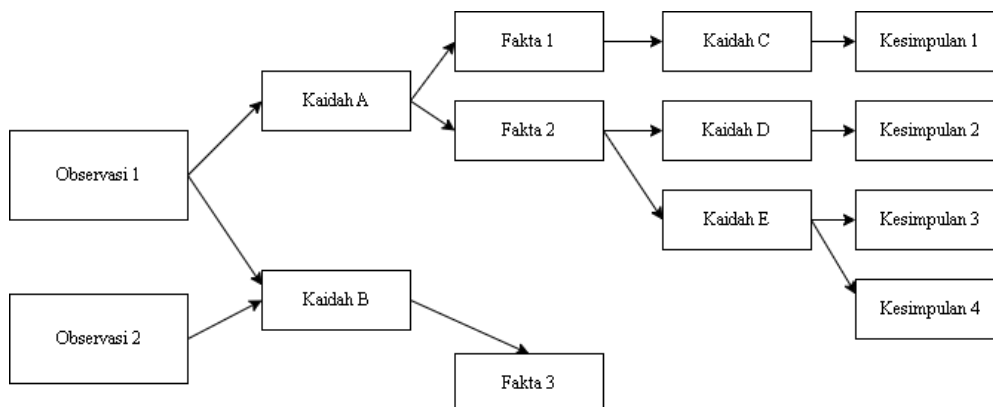 Observasi 1
Observasi 2
Kaidah A
Kaidah B
Fakta 1
Fakta 2
Fakta 3
Kaidah C
Kaidah D
Kaidah E
Kesimpulan 1
Kesimpulan 2
Kesimpulan 3
Kesimpulan 4